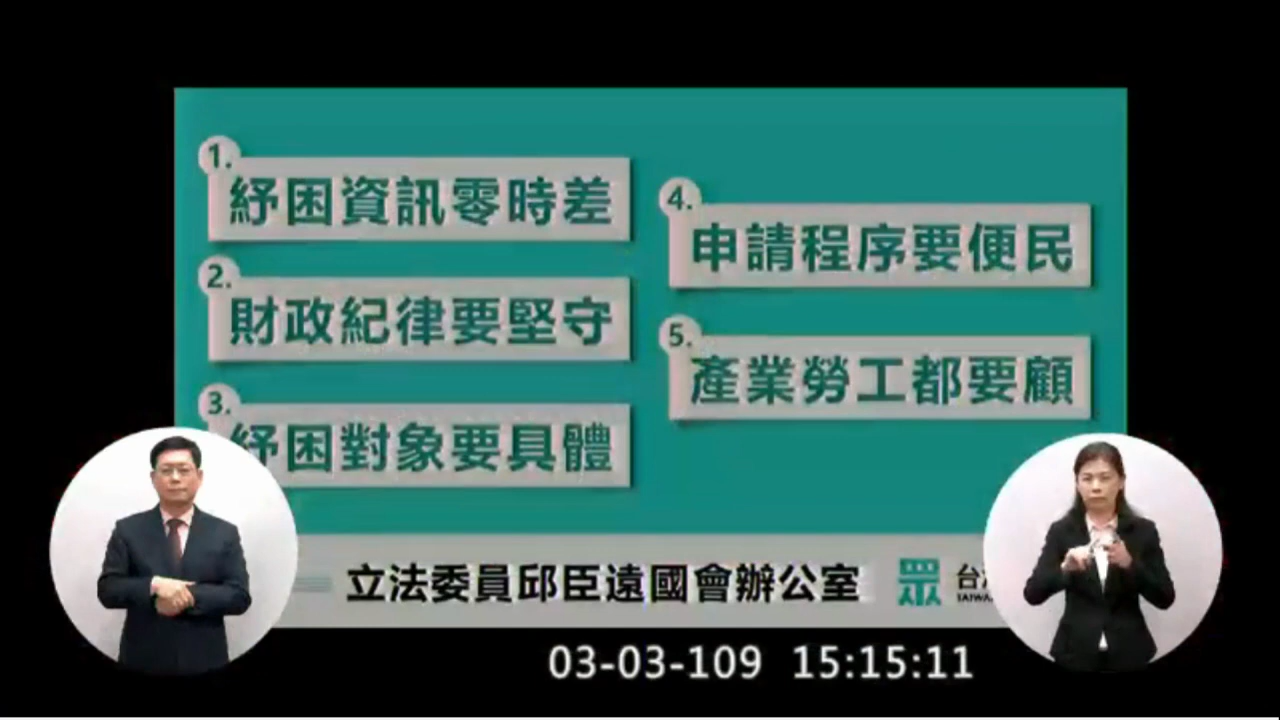 1.
紓困資訊零時差
2.
財政紀律要堅守
3.
紓困對象要具體
4.
申請程序要便民
5.
產業勞工都要顧
立法委員邱臣遠國會辦公室
眾
03-03-109 15:15:11